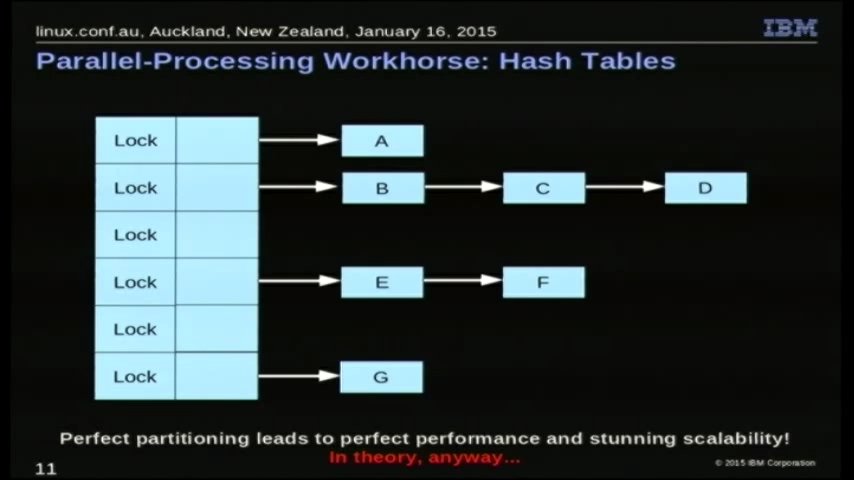 linux.conf.au, Auckland, New Zealand, January 16, 2015
IBM
Parallel-Processing Workhorse: Hash Tables
Lock A
Lock B C D
Lock
Lock E F
Lock
Lock G
Perfect partitioning leads to perfect performance and stunning scalability!
In theory, anyway...
11
© 2015 IBM Corporation